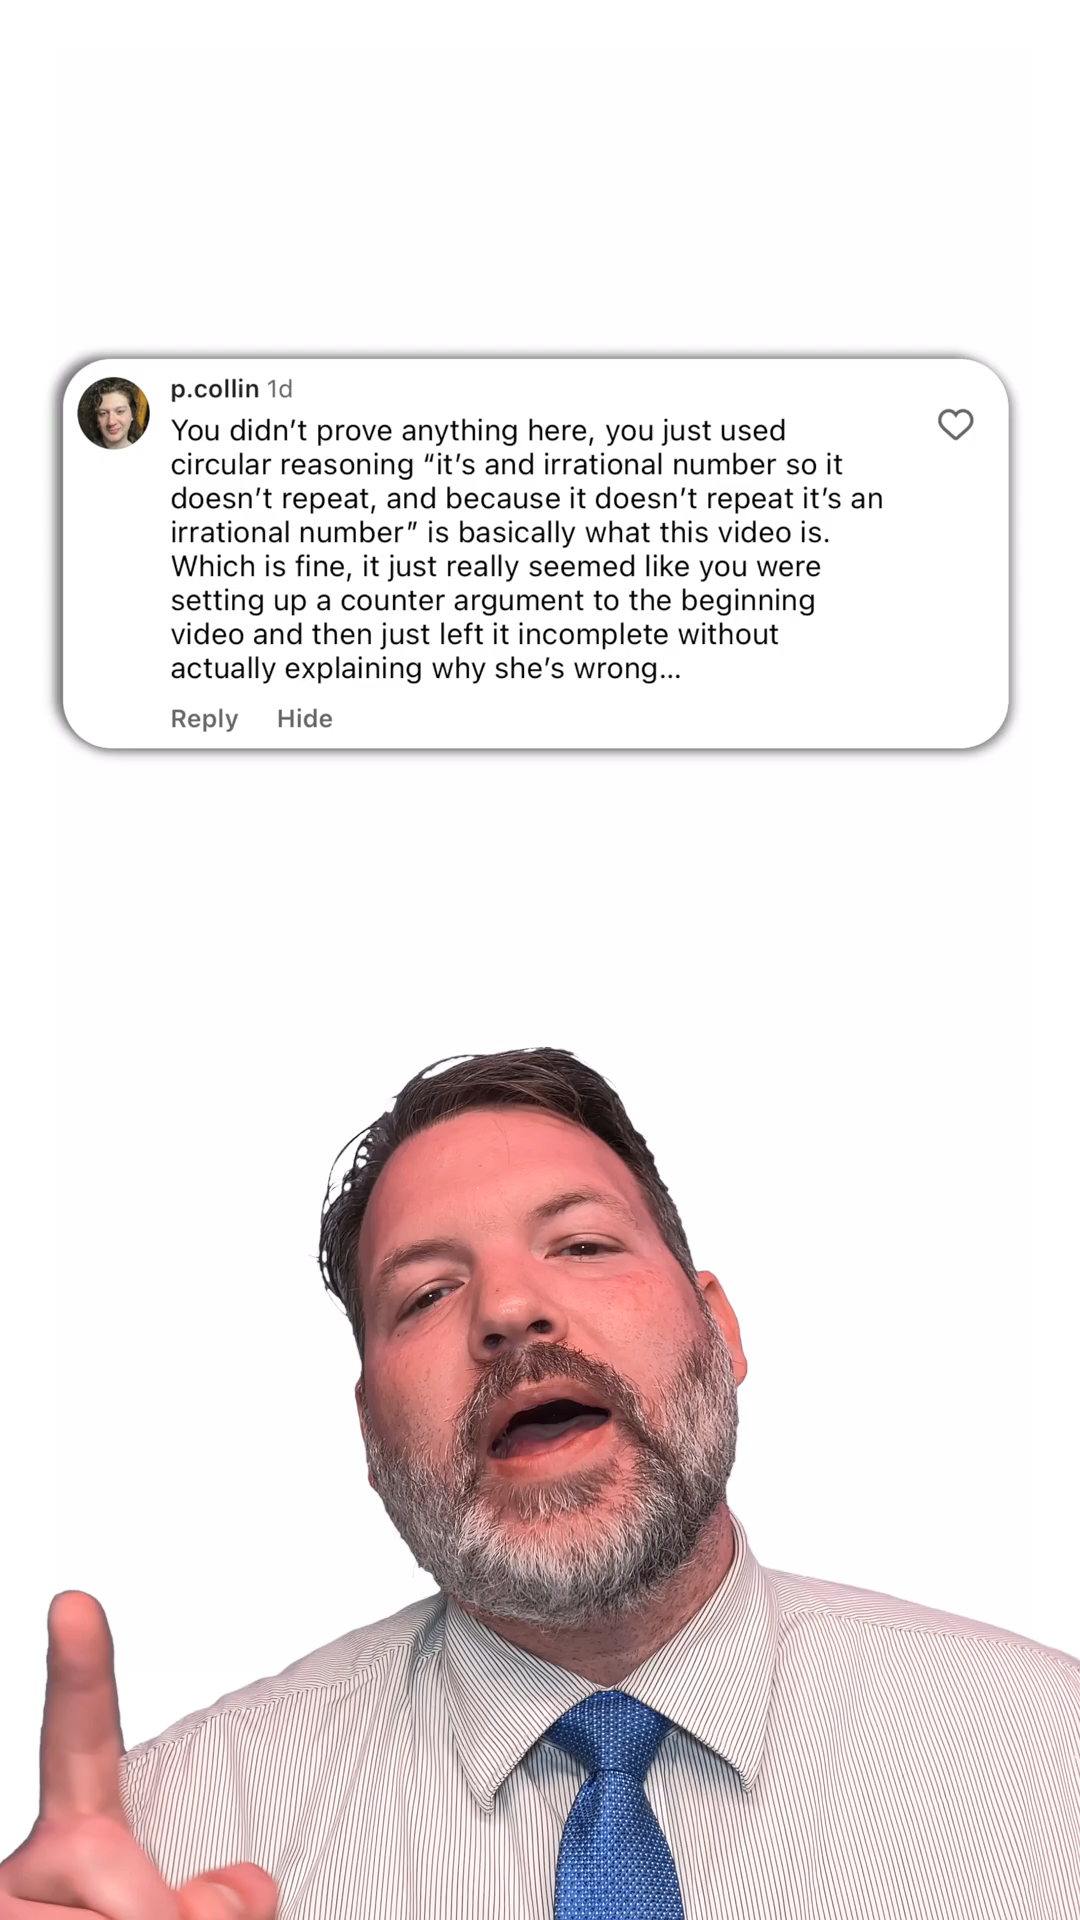 p.collin 1d
You didn’t prove anything here, you just used
circular reasoning “it’s and irrational number so it
doesn’t repeat, and because it doesn’t repeat it’s an
irrational number” is basically what this video is.
Which is fine, it just really seemed like you were
setting up a counter argument to the beginning
video and then just left it incomplete without
actually explaining why she’s wrong...
Reply Hide